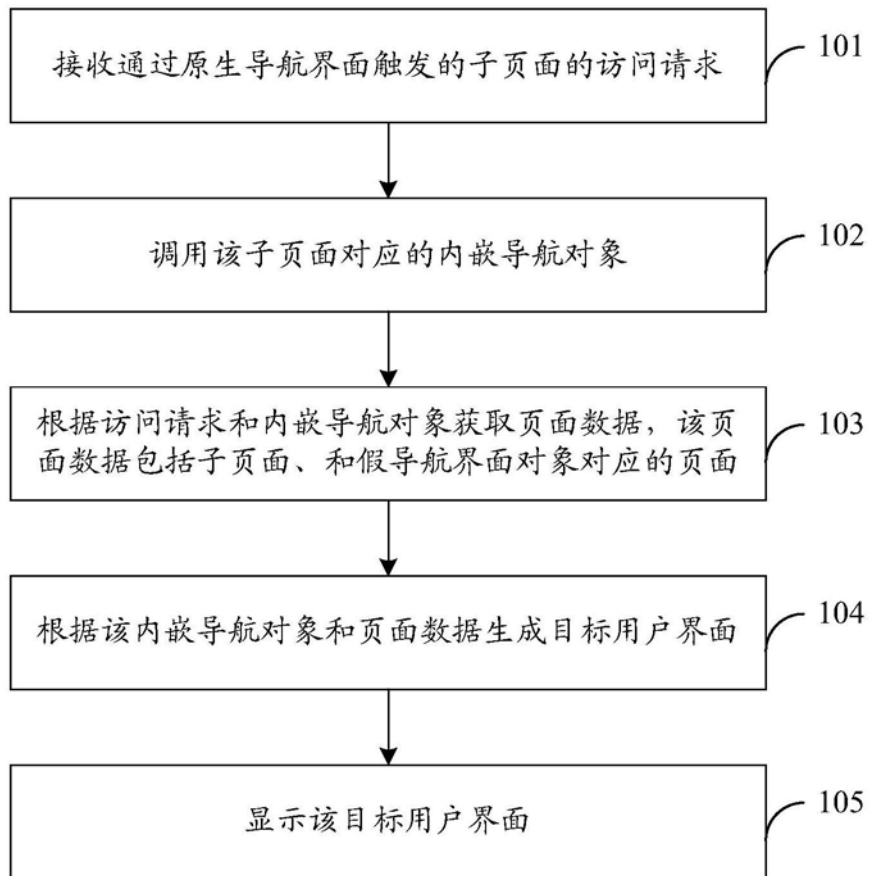 接收通过原生导航界面触发的子页面的访问请求
101
调用该子页面对应的内嵌导航对象
102
根据访问请求和内嵌导航对象获取页面数据，该页
面数据包括子页面、和假导航界面对象对应的页面
103
根据该内嵌导航对象和页面数据生成目标用户界面
104
显示该目标用户界面
105